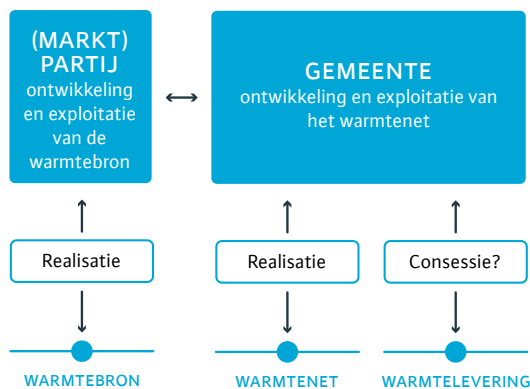 (MARKT)
PARTIJ
ontwikkeling
en exploitatie
van de
warmtebron
GEMEENTE
ontwikkeling en exploitatie van
het warmtenet
Realisatie
Realisatie
Consessie?
WARMTEBRON
WARMTENET
WARMTELEVERING